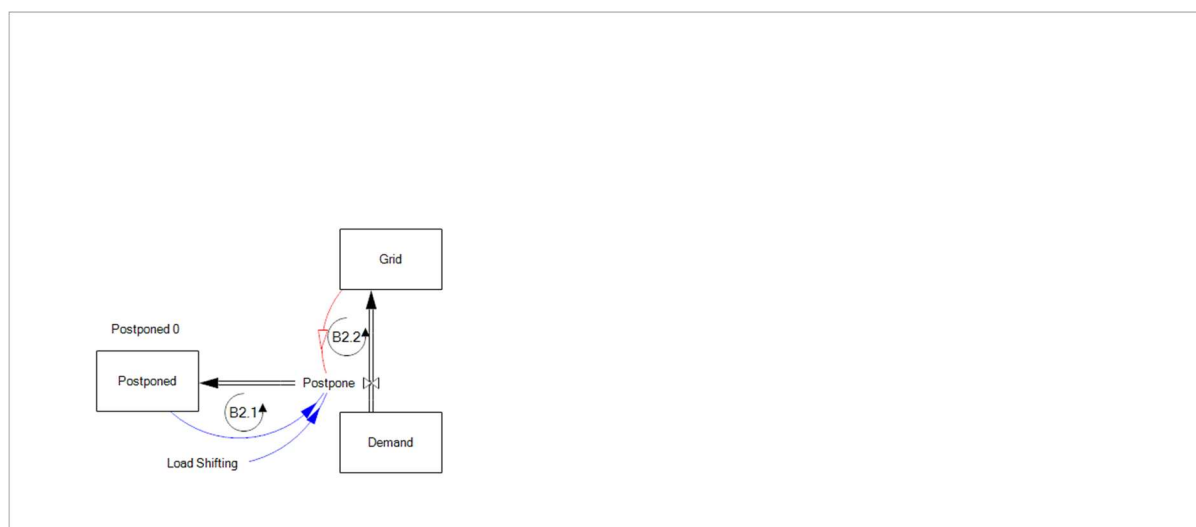 Grid
Postponed 0
B2.2
Postponed
Postpone
B2.1
Demand
Load Shifting